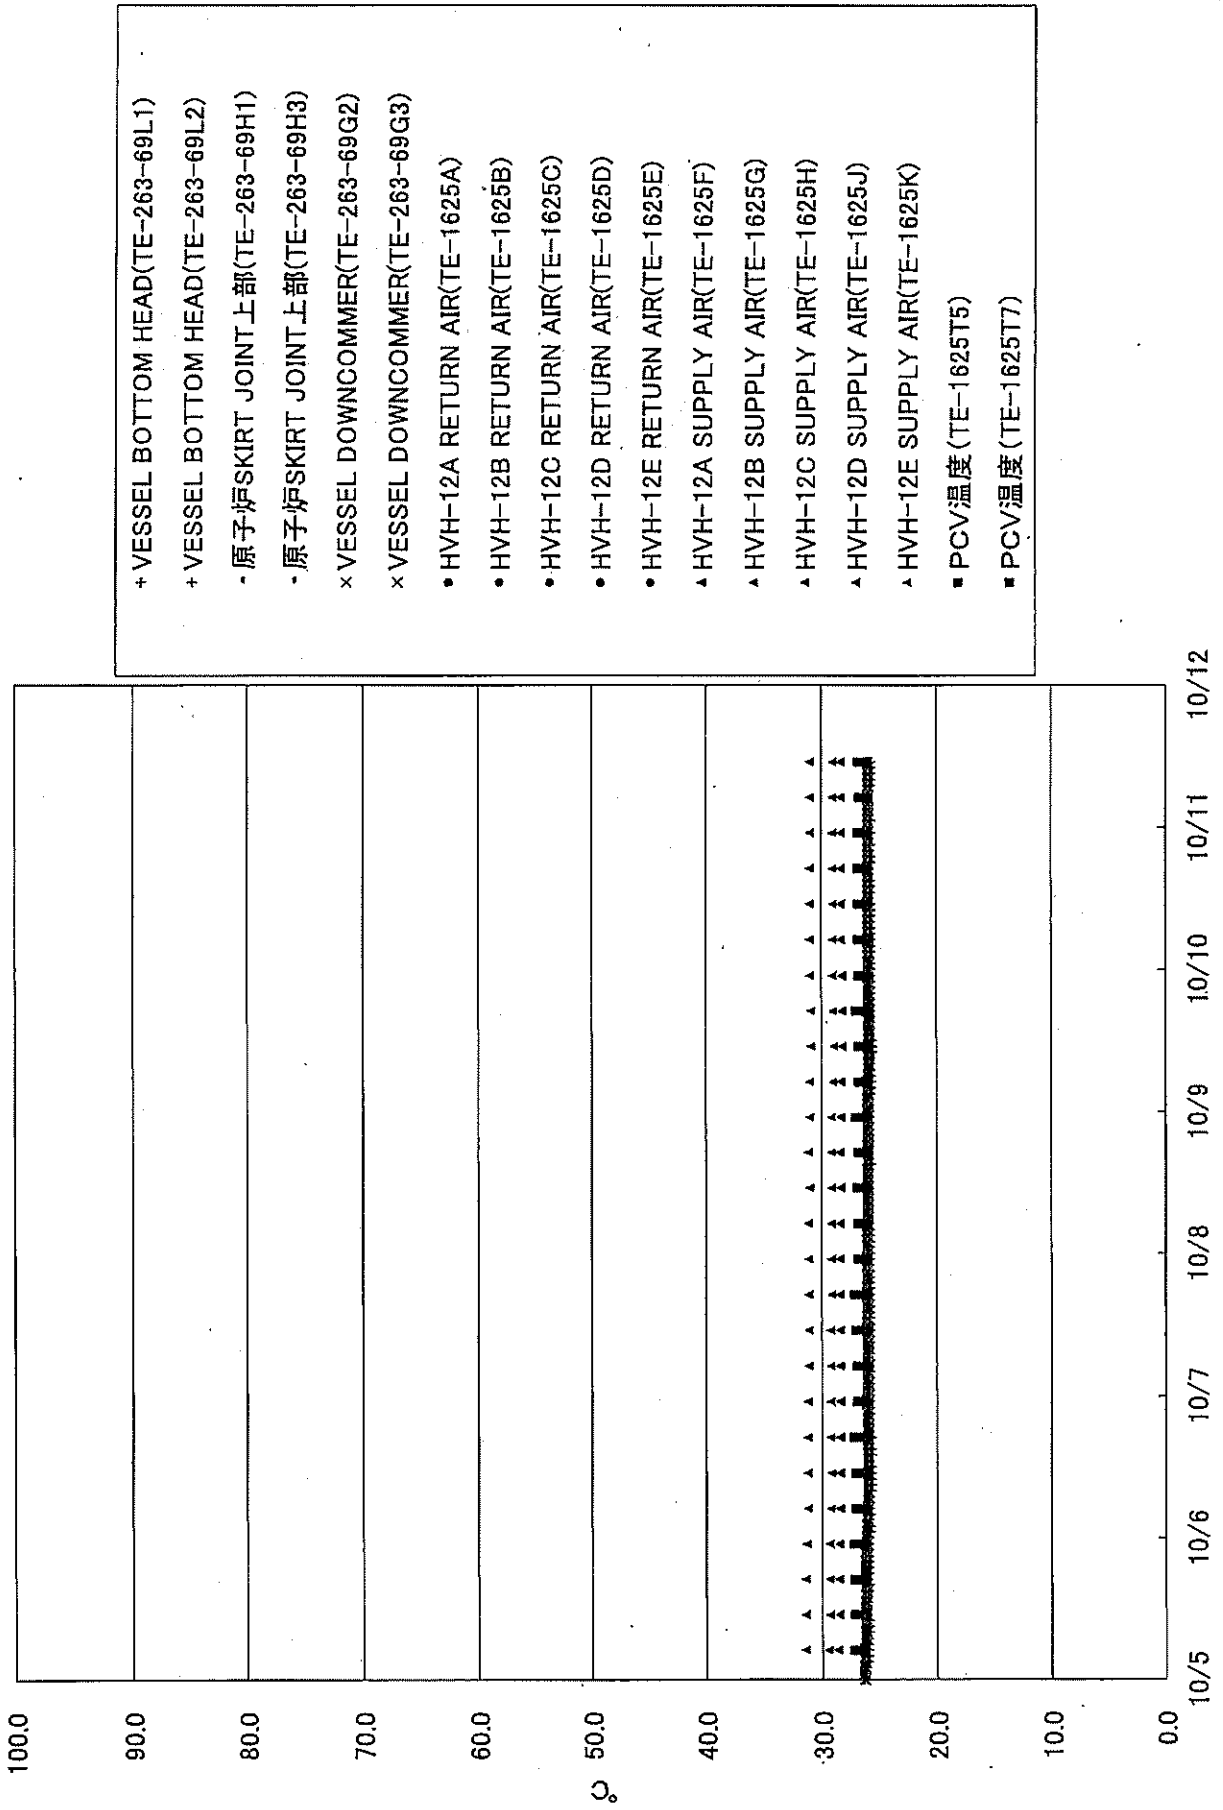 100.0
90.0
80.0
70.0
60.0
50.0
40.0
30.0
20.0
10.0
0.0
℃
10/5
10/6
10/7
10/8
10/9
10/10
10/11
10/12
+ VESSEL BOTTOM HEAD(TE-263-69L1)
+ VESSEL BOTTOM HEAD(TE-263-69L2)
- 原子炉SKIRT JOINT上部(TE-263-69H1)
- 原子炉SKIRT JOINT上部(TE-263-69H3)
× VESSEL DOWNCOMMER(TE-263-69G2)
× VESSEL DOWNCOMMER(TE-263-69G3)
● HVH-12A RETURN AIR(TE-1625A)
● HVH-12B RETURN AIR(TE-1625B)
● HVH-12C RETURN AIR(TE-1625C)
● HVH-12D RETURN AIR(TE-1625D)
● HVH-12E RETURN AIR(TE-1625E)
▲ HVH-12A SUPPLY AIR(TE-1625F)
▲ HVH-12B SUPPLY AIR(TE-1625G)
▲ HVH-12C SUPPLY AIR(TE-1625H)
▲ HVH-12D SUPPLY AIR(TE-1625J)
▲ HVH-12E SUPPLY AIR(TE-1625K)
■ PCV温度(TE-1625T5)
■ PCV温度(TE-1625T7)